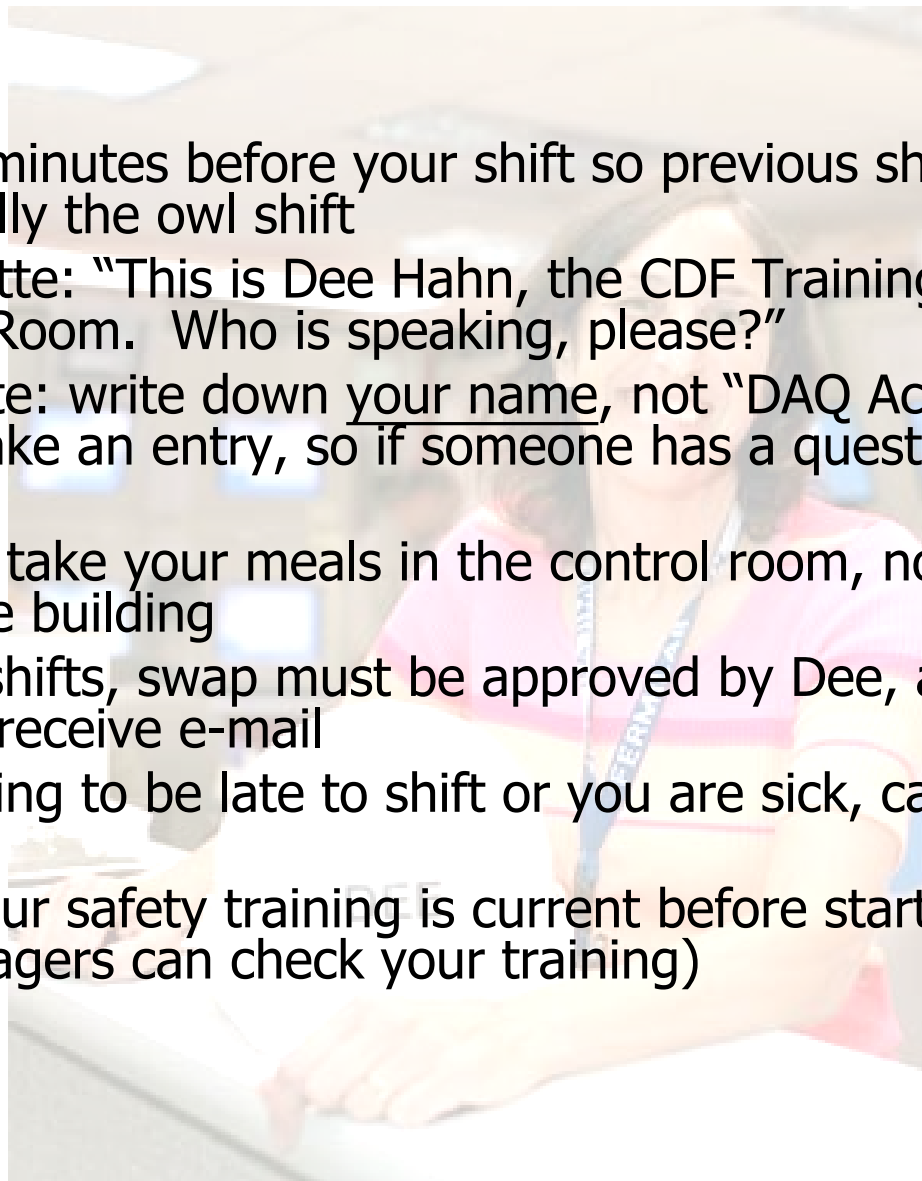 minutes before your shift so previous sh
lly the owl shift
tte: “This is Dee Hahn, the CDF Training
Room.  Who is speaking, please?”
te: write down your name, not “DAQ Ac
ke an entry, so if someone has a quest
take your meals in the control room, no
e building
shifts, swap must be approved by Dee, a
receive e-mail
ing to be late to shift or you are sick, ca
ur safety training is current before start
agers can check your training)
FERMILAB
DEE